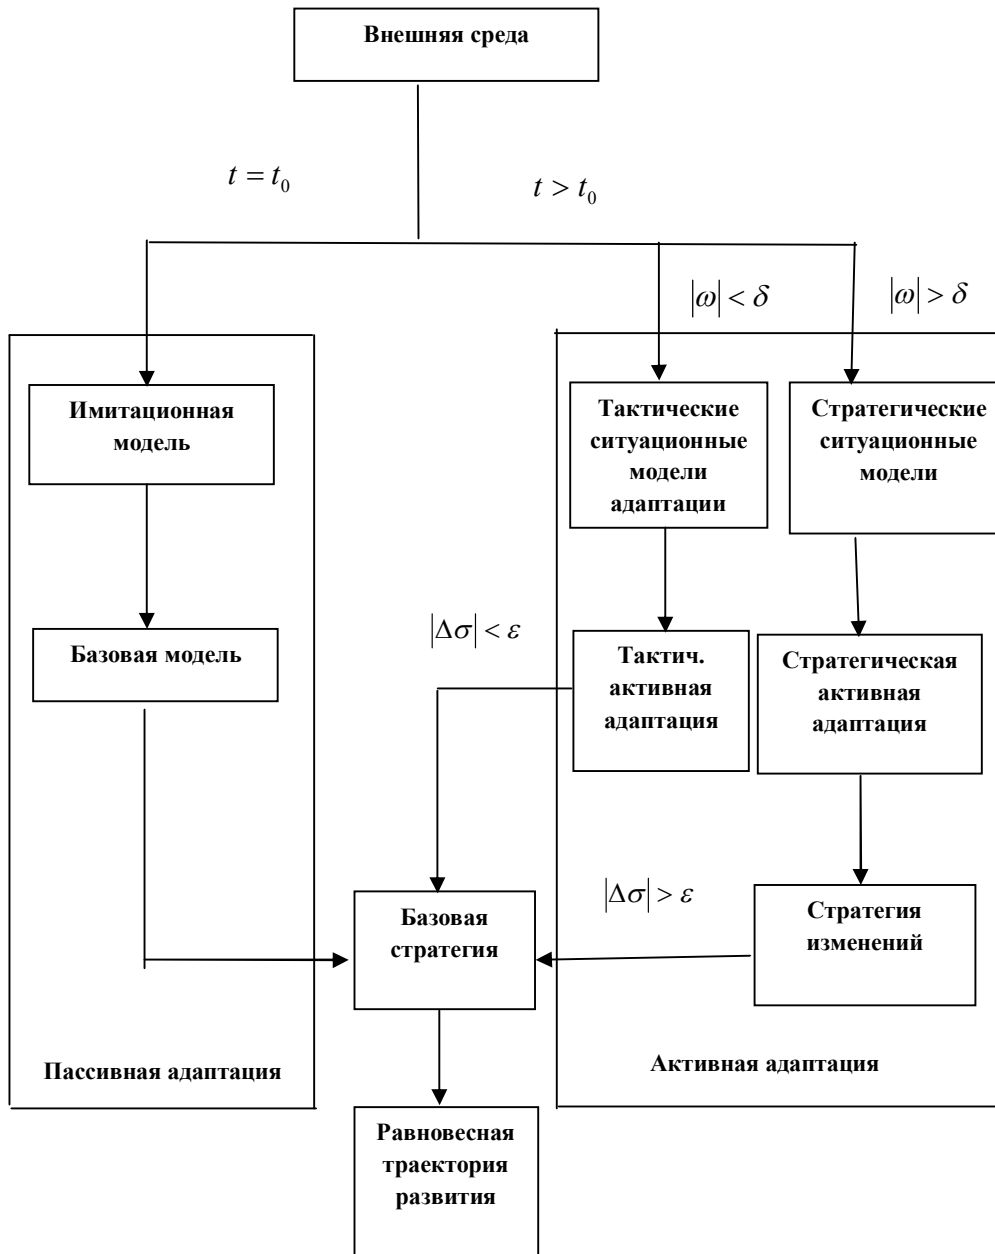 Внешняя среда
t = t₀
t > t₀
|ω| < δ
|ω| > δ
Имитационная
модель
Тактические
ситуационные
модели
адаптации
Стратегические
ситуационные
модели
|Δσ| < ε
Базовая модель
Тактич.
активная
адаптация
Стратегическая
активная
адаптация
|Δσ| > ε
Базовая
стратегия
Стратегия
изменений
Пассивная адаптация
Активная адаптация
Равновесная
траектория
развития